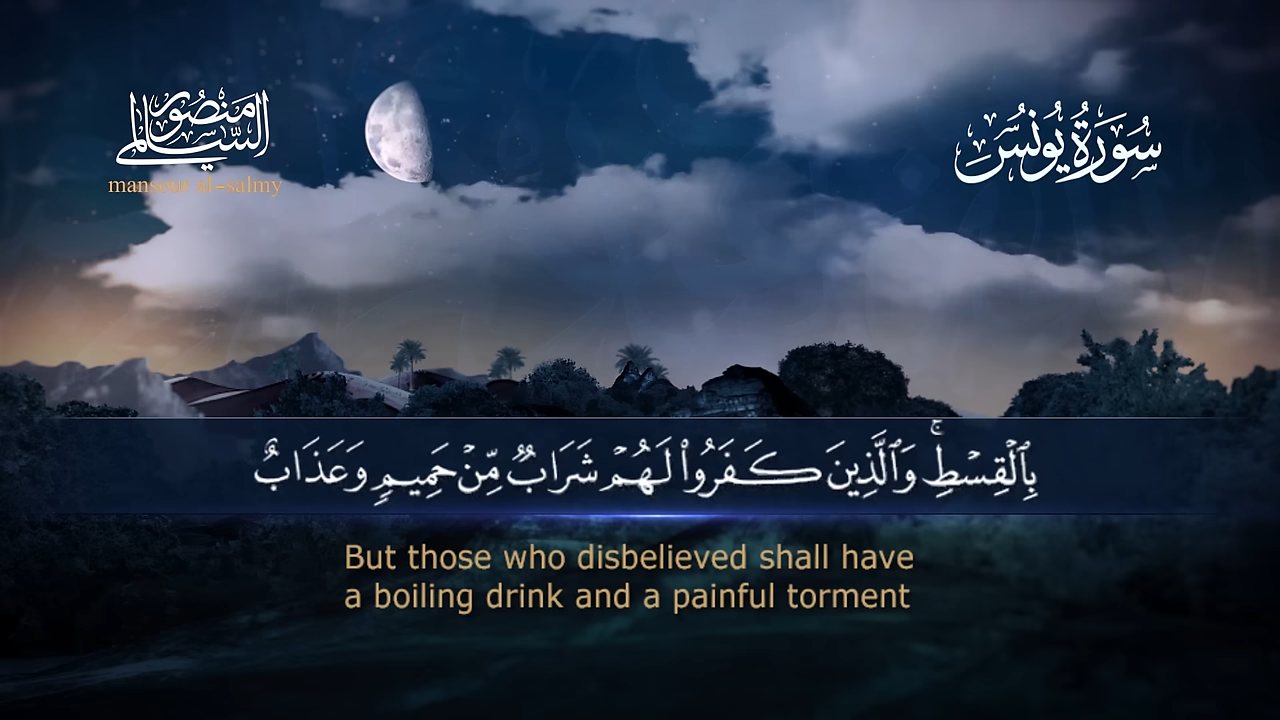 منصور السالمي
mansour al-salmy
سُورَةُ يُونُسَ
بِٱلْقِسْطِ ۚ وَٱلَّذِينَ كَفَرُوا۟ لَهُمْ شَرَابٌ مِّنْ حَمِيمٍ وَعَذَابٌ
But those who disbelieved shall have
a boiling drink and a painful torment